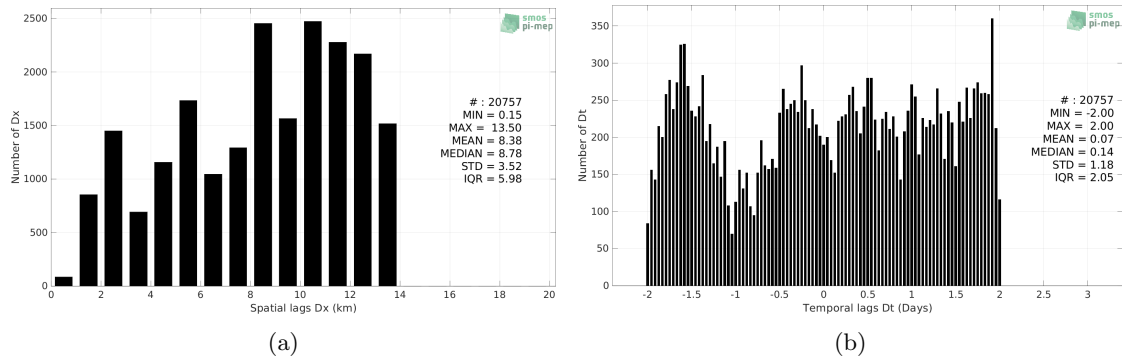 smos
pi-mep
2500
2000
1500
1000
500
0
Number of Dx
# : 20757
MIN = 0.15
MAX = 13.50
MEAN = 8.38
MEDIAN = 8.78
STD = 3.52
IQR = 5.98
0 2 4 6 8 10 12 14 16 18 20
Spatial lags Dx (km)
(a)
smos
pi-mep
350
300
250
200
150
100
50
0
Number of Dt
# : 20757
MIN = -2.00
MAX = 2.00
MEAN = 0.07
MEDIAN = 0.14
STD = 1.18
IQR = 2.05
-2 -1.5 -1 -0.5 0 0.5 1 1.5 2 2.5 3
Temporal lags Dt (Days)
(b)